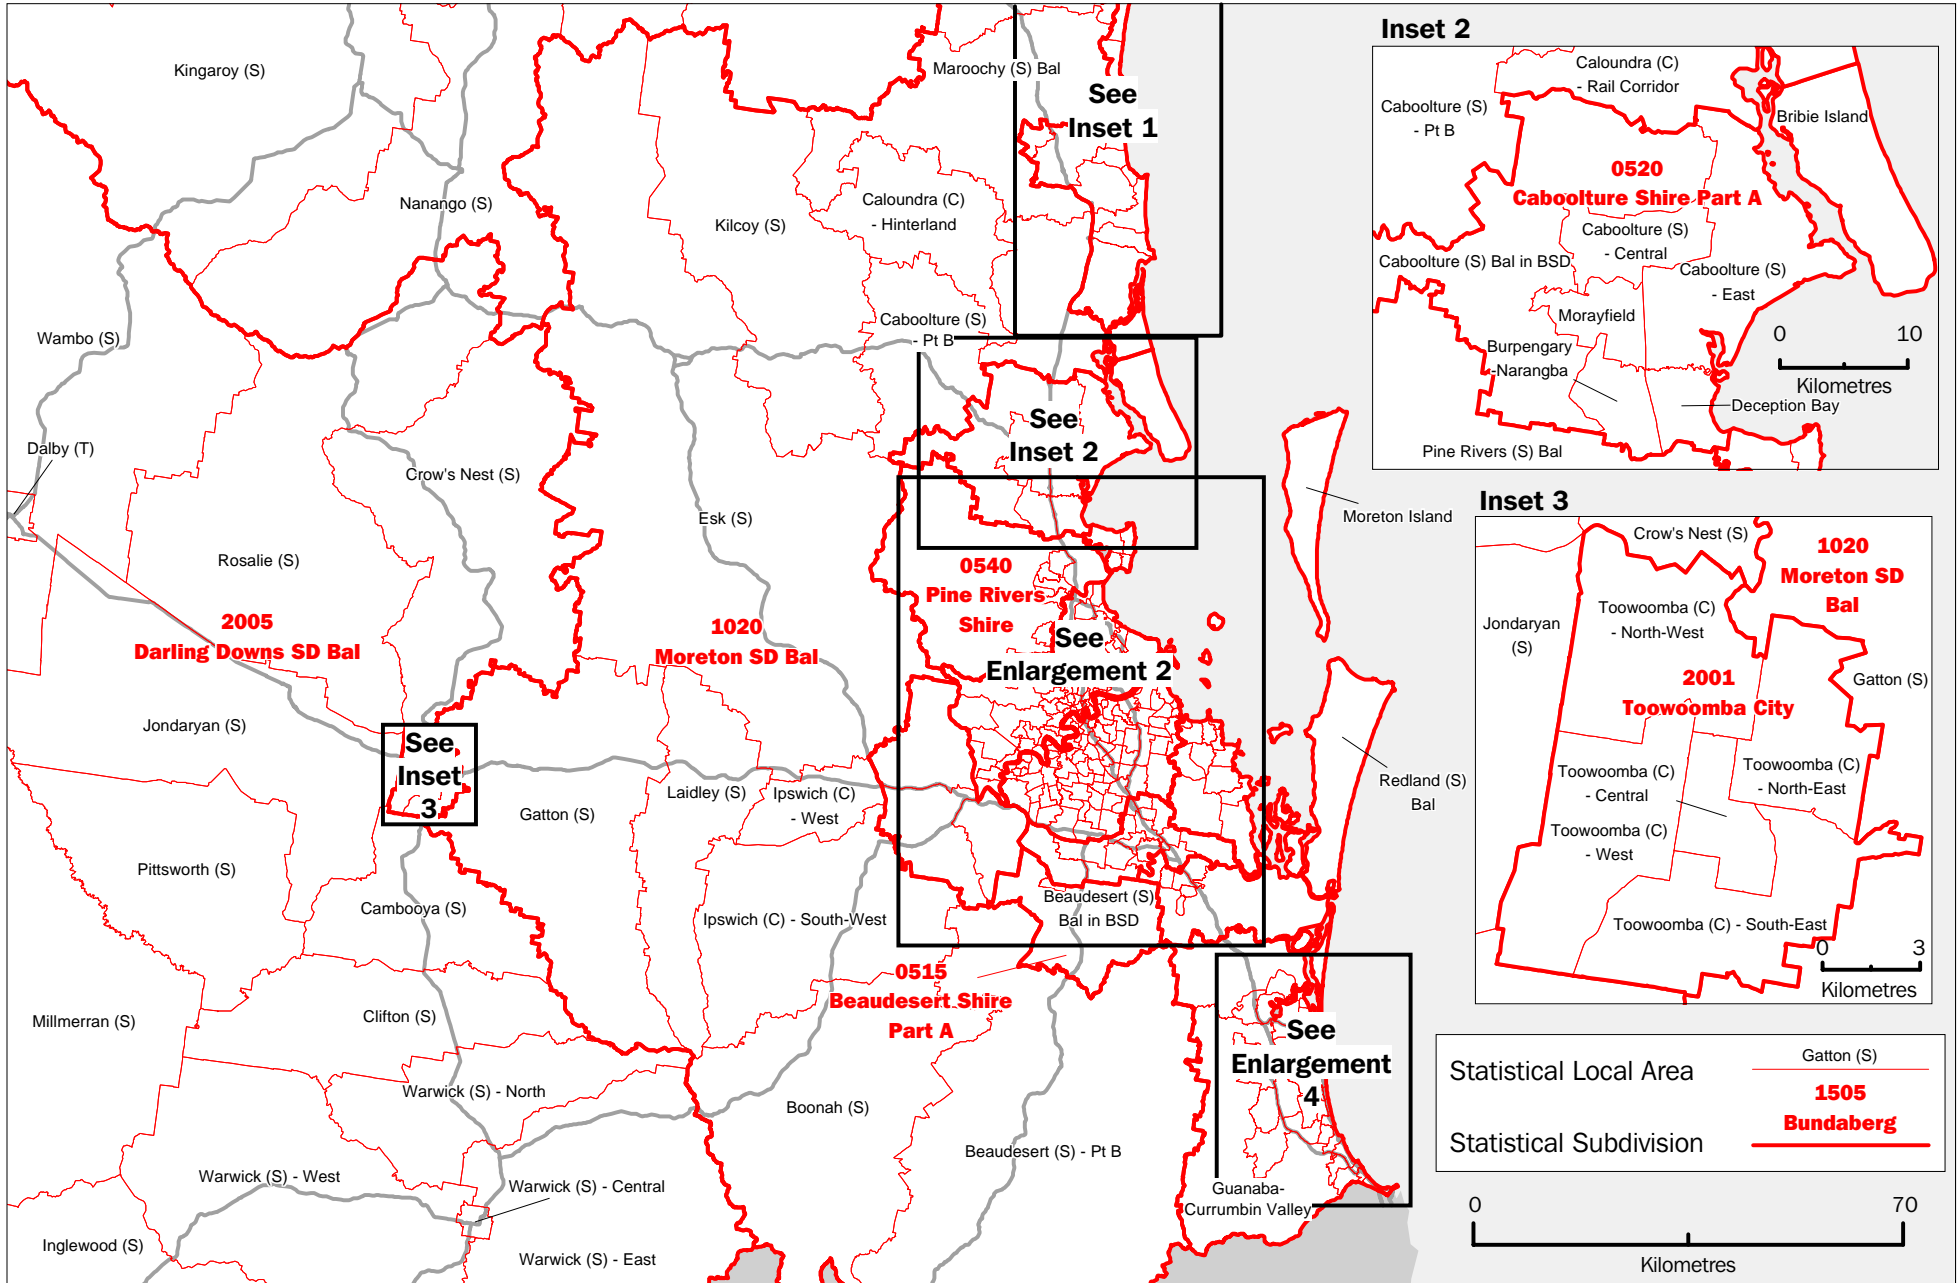 Kingaroy (S)
Maroochy (S) Bal
See
Inset 1
Nanango (S)
Kilcoy (S)
Caloundra (C)
- Hinterland
Wambo (S)
Caboolture (S)
- Pt B
See
Inset 2
Dalby (T)
Crow's Nest (S)
Esk (S)
Moreton Island
Rosalie (S)
0540
Pine Rivers
Shire
2005
Darling Downs SD Bal
1020
Moreton SD Bal
See
Enlargement 2
Jondaryan (S)
See
Inset
3
Gatton (S)
Laidley (S)
Ipswich (C)
- West
Redland (S)
Bal
Pittsworth (S)
Cambooya (S)
Ipswich (C) - South-West
Beaudesert (S)
Bal in BSD
0515
Beaudesert Shire
Part A
Millmerran (S)
Clifton (S)
See
Enlargement
4
Warwick (S) - North
Boonah (S)
Beaudesert (S) - Pt B
Warwick (S) - West
Warwick (S) - Central
Guanaba-
Currumbin Valley
Inglewood (S)
Warwick (S) - East
Inset 2
Caloundra (C)
- Rail Corridor
Caboolture (S)
- Pt B
Bribie Island
0520
Caboolture Shire Part A
Caboolture (S)
- Central
Caboolture (S) Bal in BSD
Caboolture (S)
- East
Morayfield
Burpengary
-Narangba
0 10
Kilometres
Deception Bay
Pine Rivers (S) Bal
Inset 3
Crow's Nest (S)
1020
Moreton SD
Bal
Jondaryan
(S)
Toowoomba (C)
- North-West
2001
Toowoomba City
Gatton (S)
Toowoomba (C)
- Central
Toowoomba (C)
- North-East
Toowoomba (C)
- West
Toowoomba (C) - South-East
0 3
Kilometres
Statistical Local Area
Gatton (S)
1505
Bundaberg
Statistical Subdivision
0 70
Kilometres